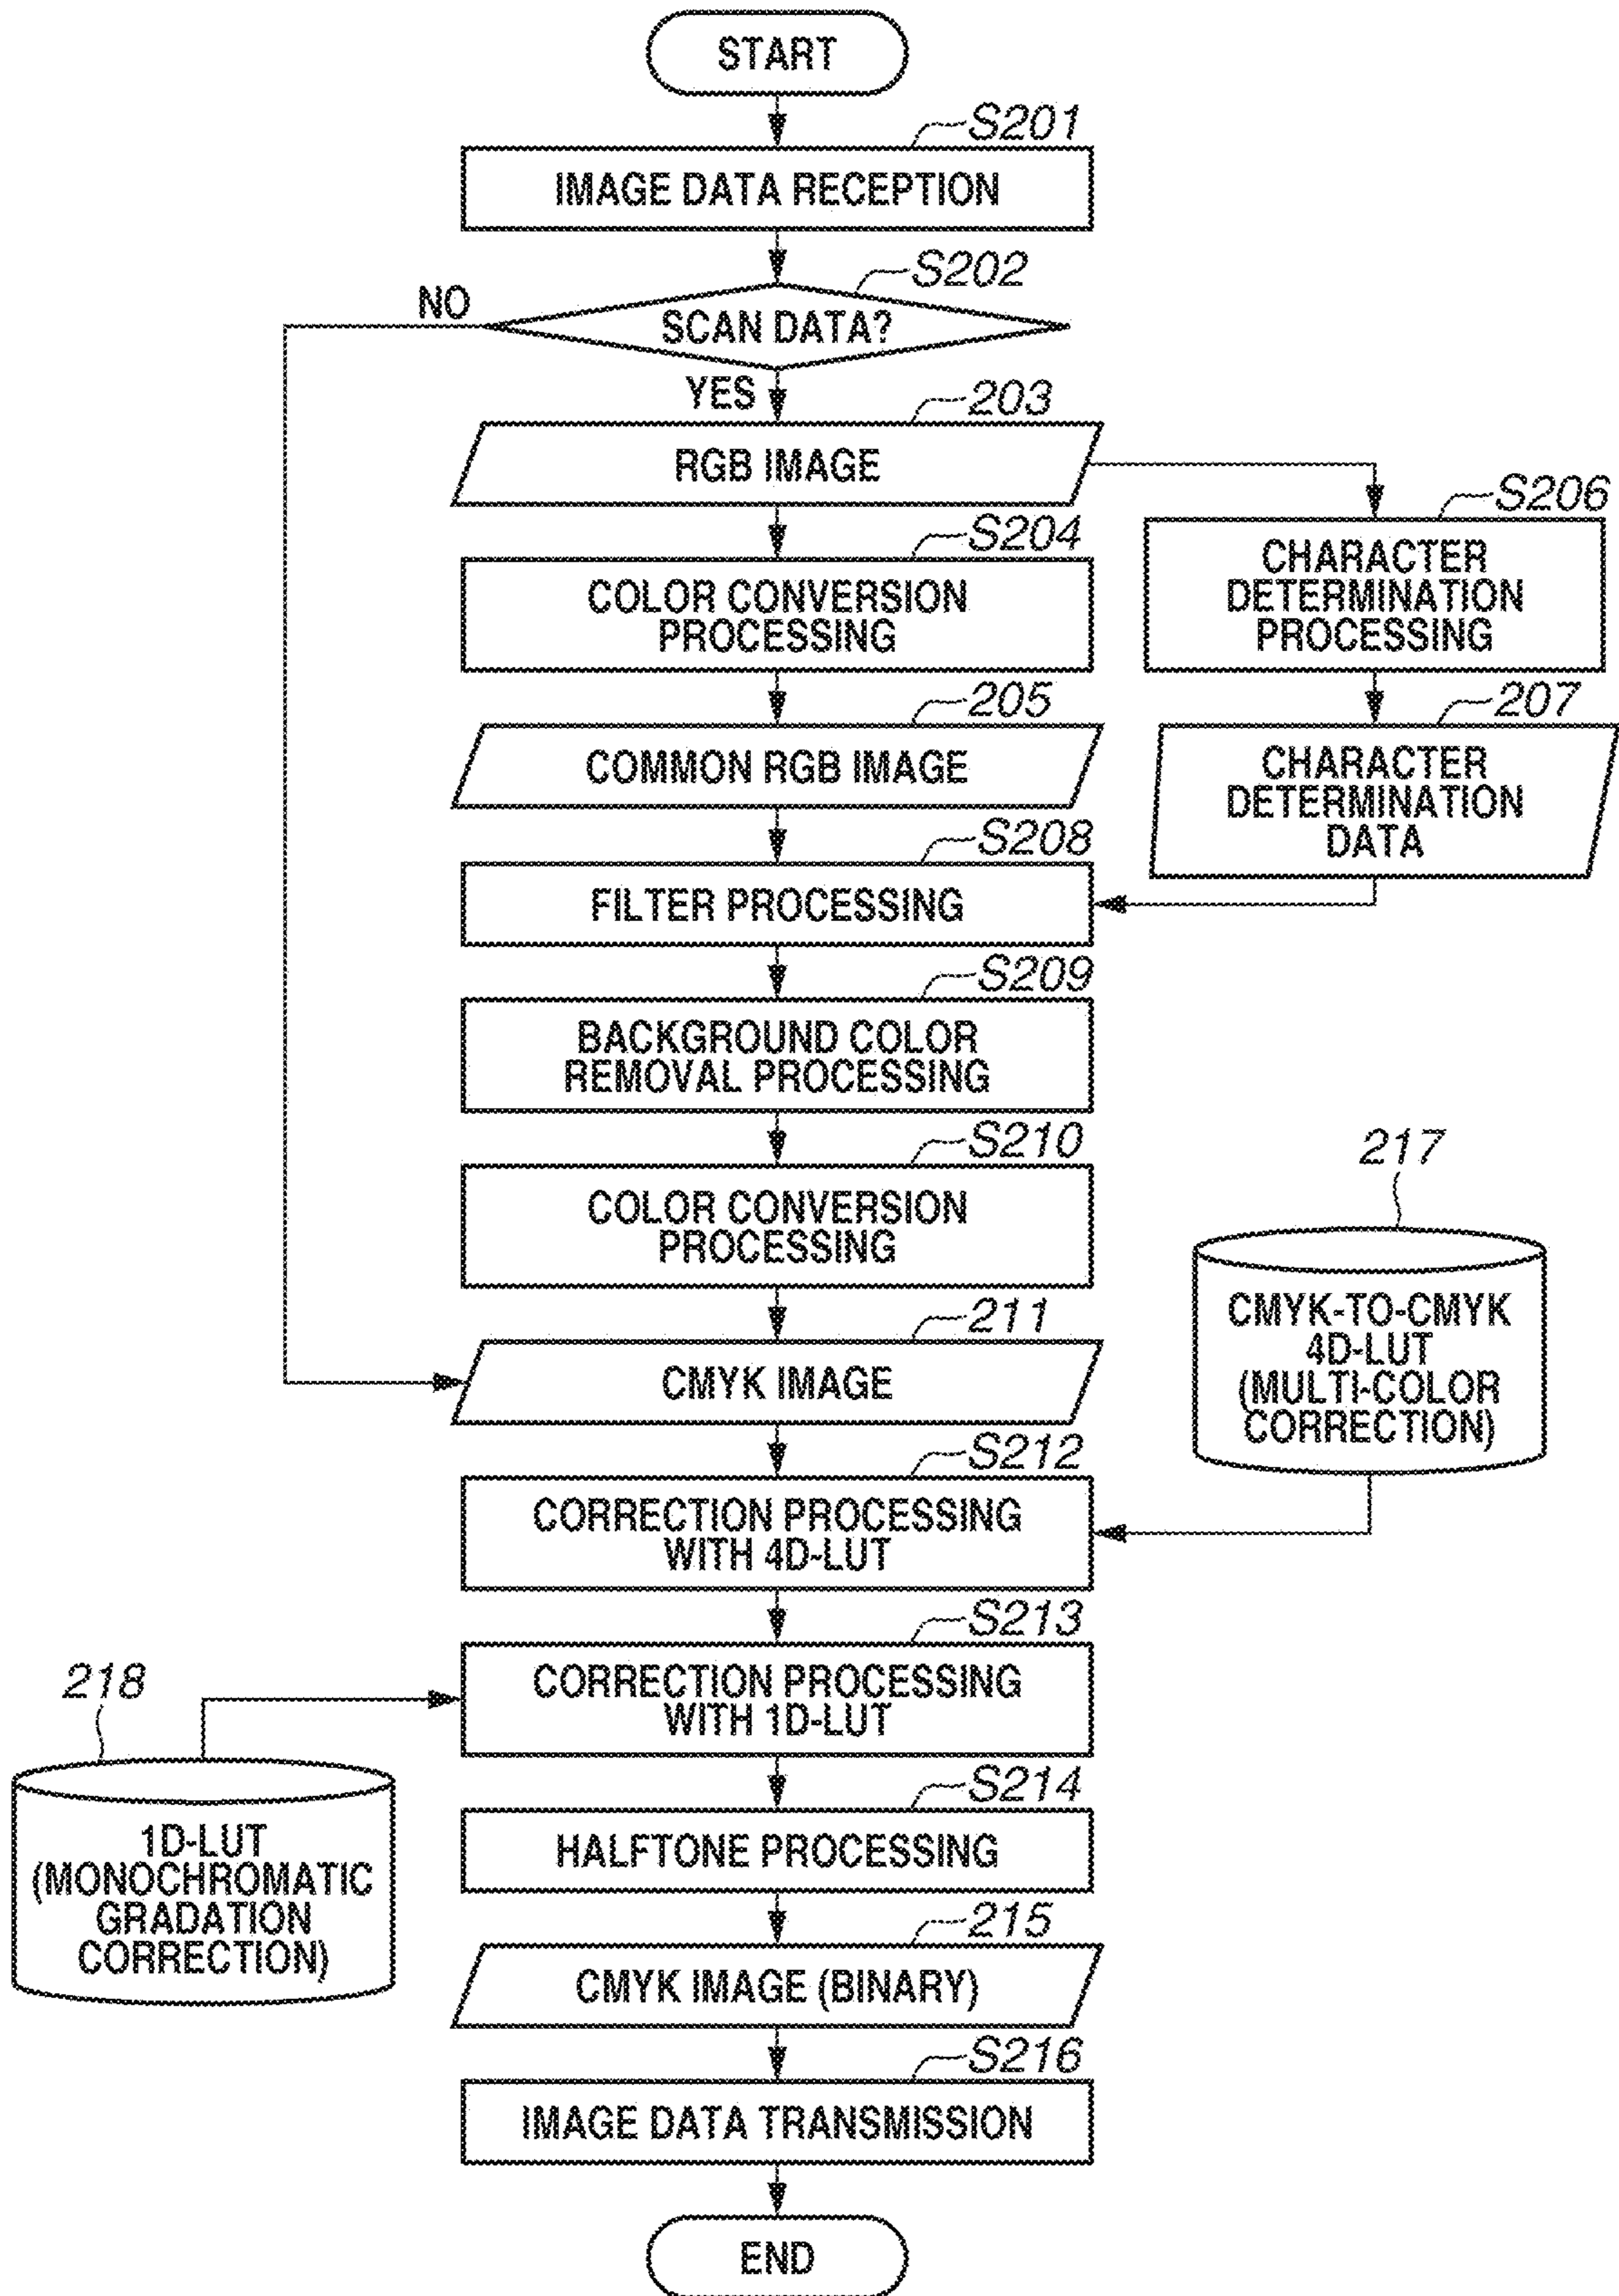 START
S201
IMAGE DATA RECEPTION
S202
NO
SCAN DATA?
YES
203
RGB IMAGE
S204
COLOR CONVERSION
PROCESSING
S206
CHARACTER
DETERMINATION
PROCESSING
205
COMMON RGB IMAGE
207
CHARACTER
DETERMINATION
DATA
S208
FILTER PROCESSING
S209
BACKGROUND COLOR
REMOVAL PROCESSING
S210
COLOR CONVERSION
PROCESSING
217
CMYK-TO-CMYK
4D-LUT
(MULTI-COLOR
CORRECTION)
211
CMYK IMAGE
S212
CORRECTION PROCESSING
WITH 4D-LUT
S213
CORRECTION PROCESSING
WITH 1D-LUT
218
1D-LUT
(MONOCHROMATIC
GRADATION
CORRECTION)
S214
HALFTONE PROCESSING
215
CMYK IMAGE (BINARY)
S216
IMAGE DATA TRANSMISSION
END